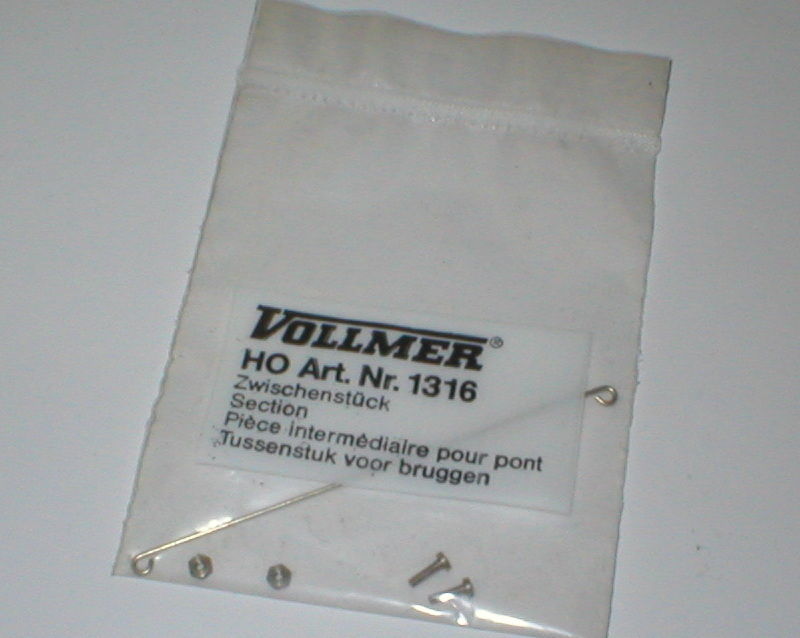 VOLLMER®
HO Art. Nr. 1316
Zwischenstück
Section
Pièce intermédiaire pour pont
Tussenstuk voor bruggen